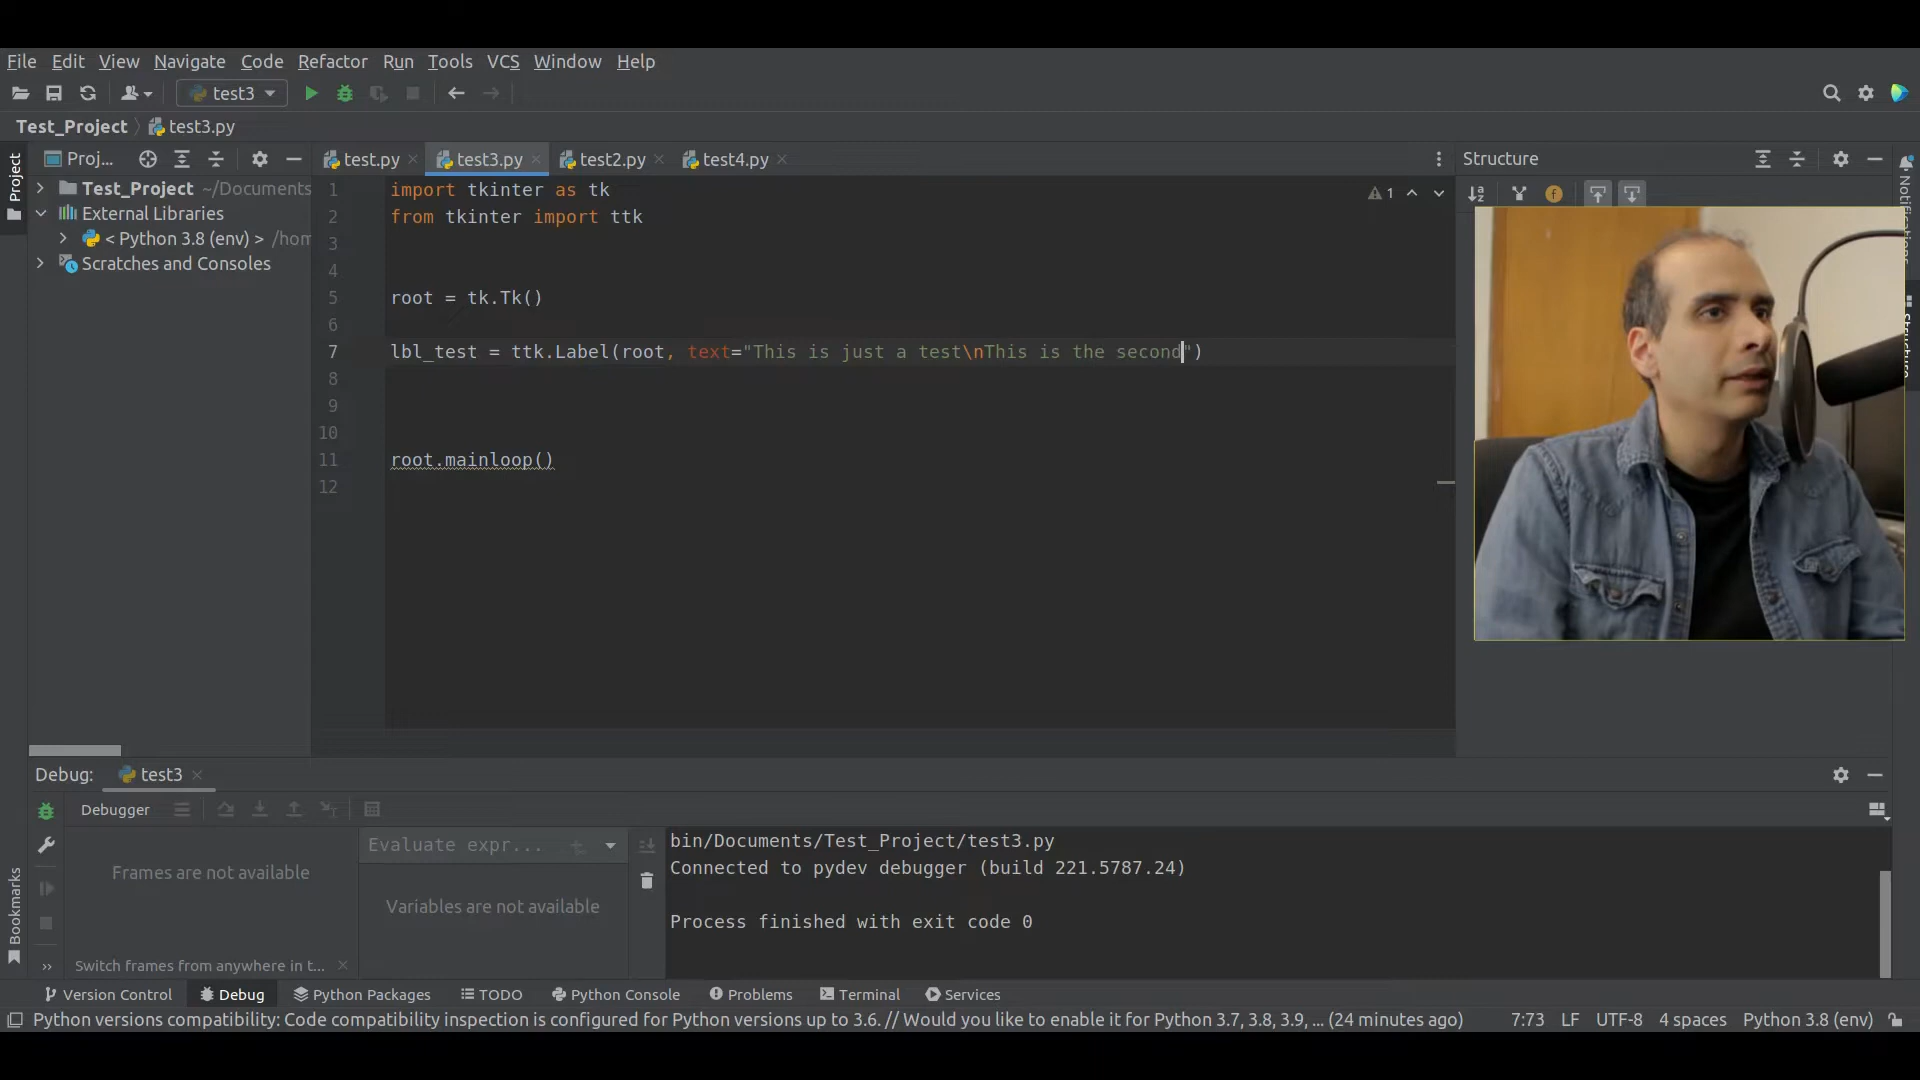 File Edit View Navigate Code Refactor Run Tools VCS Window Help
test3
Test_Project test3.py
Project
Proj...
test.py test3.py test2.py test4.py
Structure
Test_Project ~/Documents
External Libraries
< Python 3.8 (env) > /hom
Scratches and Consoles
1 import tkinter as tk
2 from tkinter import ttk
3
4
5 root = tk.Tk()
6
7 lbl_test = ttk.Label(root, text="This is just a test\nThis is the second")
8
9
10
11 root.mainloop()
12
1
Notifications
Structure
Debug: test3
Debugger
Evaluate expr...
Frames are not available
Variables are not available
Switch frames from anywhere in t...
bin/Documents/Test_Project/test3.py
Connected to pydev debugger (build 221.5787.24)
Process finished with exit code 0
Bookmarks
Version Control Debug Python Packages TODO Python Console Problems Terminal Services
Python versions compatibility: Code compatibility inspection is configured for Python versions up to 3.6. // Would you like to enable it for Python 3.7, 3.8, 3.9, ... (24 minutes ago) 7:73 LF UTF-8 4 spaces Python 3.8 (env)